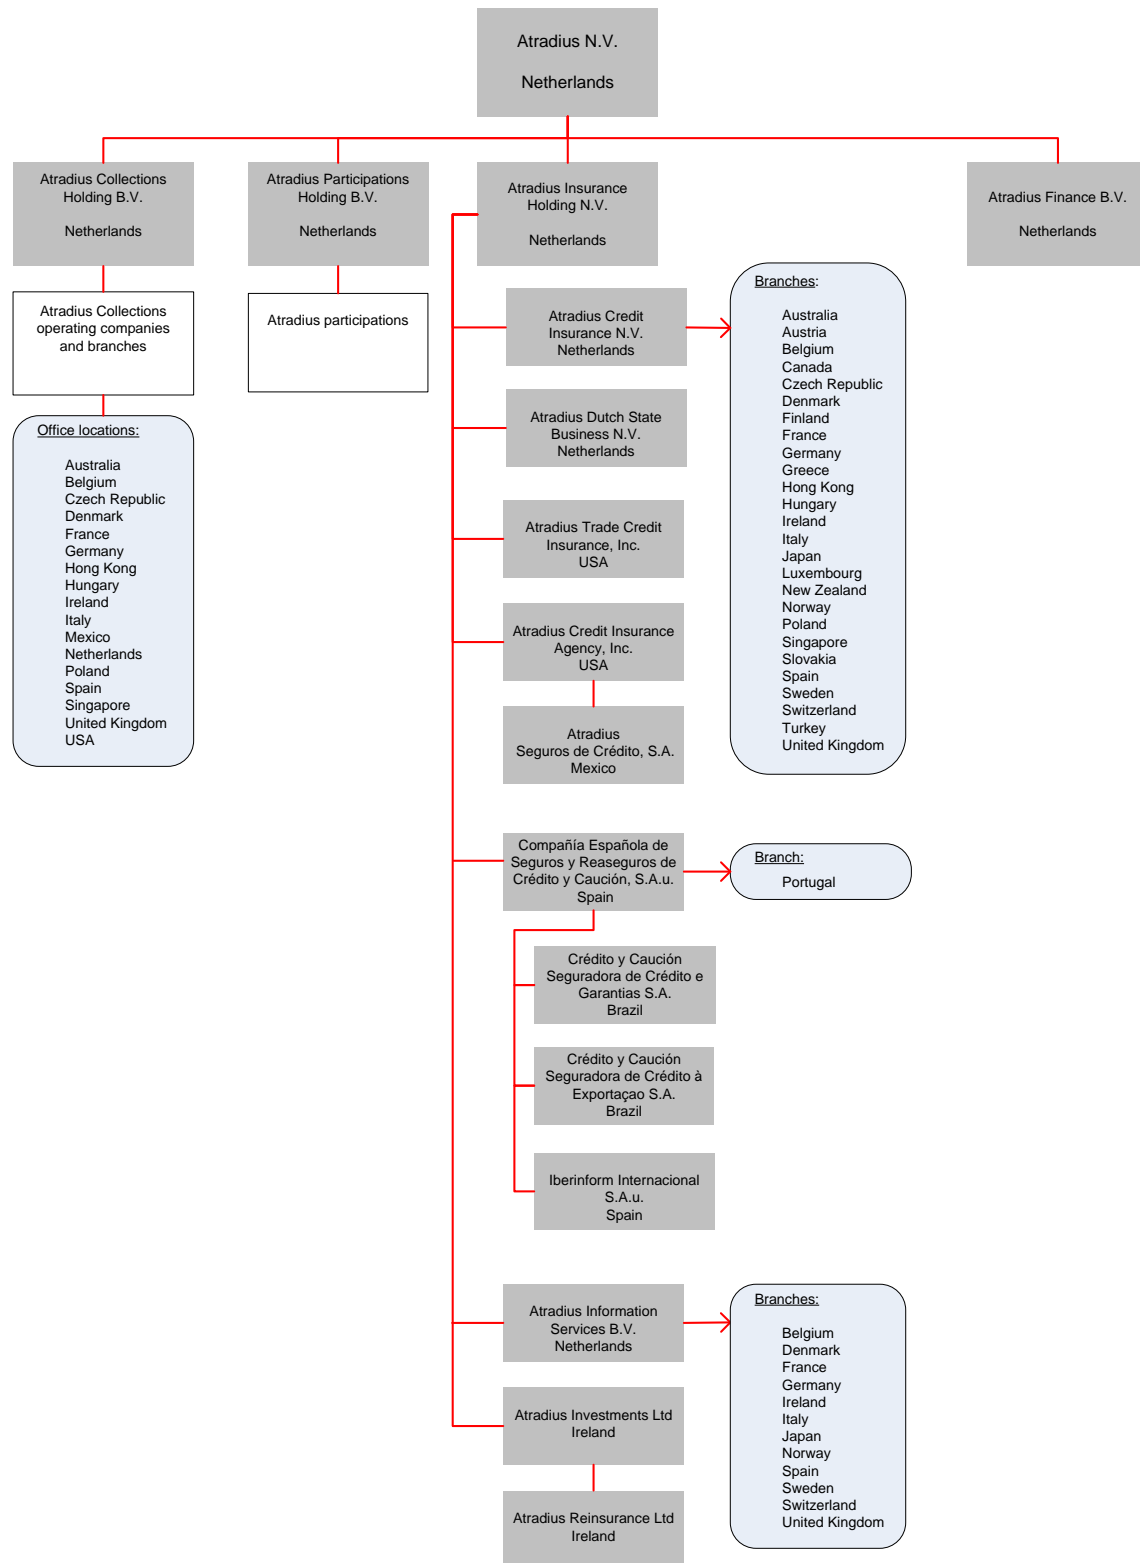 Atradius N.V.
Netherlands
Atradius Collections
Holding B.V.
Netherlands
Atradius Participations
Holding B.V.
Netherlands
Atradius Insurance
Holding N.V.
Netherlands
Atradius Finance B.V.
Netherlands
Atradius Collections
operating companies
and branches
Atradius participations
Office locations:
Australia
Belgium
Czech Republic
Denmark
France
Germany
Hong Kong
Hungary
Ireland
Italy
Mexico
Netherlands
Poland
Spain
Singapore
United Kingdom
USA
Atradius Credit
Insurance N.V.
Netherlands
Branches:
Australia
Austria
Belgium
Canada
Czech Republic
Denmark
Finland
France
Germany
Greece
Hong Kong
Hungary
Ireland
Italy
Japan
Luxembourg
New Zealand
Norway
Poland
Singapore
Slovakia
Spain
Sweden
Switzerland
Turkey
United Kingdom
Atradius Dutch State
Business N.V.
Netherlands
Atradius Trade Credit
Insurance, Inc.
USA
Atradius Credit Insurance
Agency, Inc.
USA
Atradius
Seguros de Crédito, S.A.
Mexico
Compañía Española de
Seguros y Reaseguros de
Crédito y Caución, S.A.u.
Spain
Branch:
Portugal
Crédito y Caución
Seguradora de Crédito e
Garantias S.A.
Brazil
Crédito y Caución
Seguradora de Crédito à
Exportaçao S.A.
Brazil
Iberinform Internacional
S.A.u.
Spain
Atradius Information
Services B.V.
Netherlands
Branches:
Belgium
Denmark
France
Germany
Ireland
Italy
Japan
Norway
Spain
Sweden
Switzerland
United Kingdom
Atradius Investments Ltd
Ireland
Atradius Reinsurance Ltd
Ireland